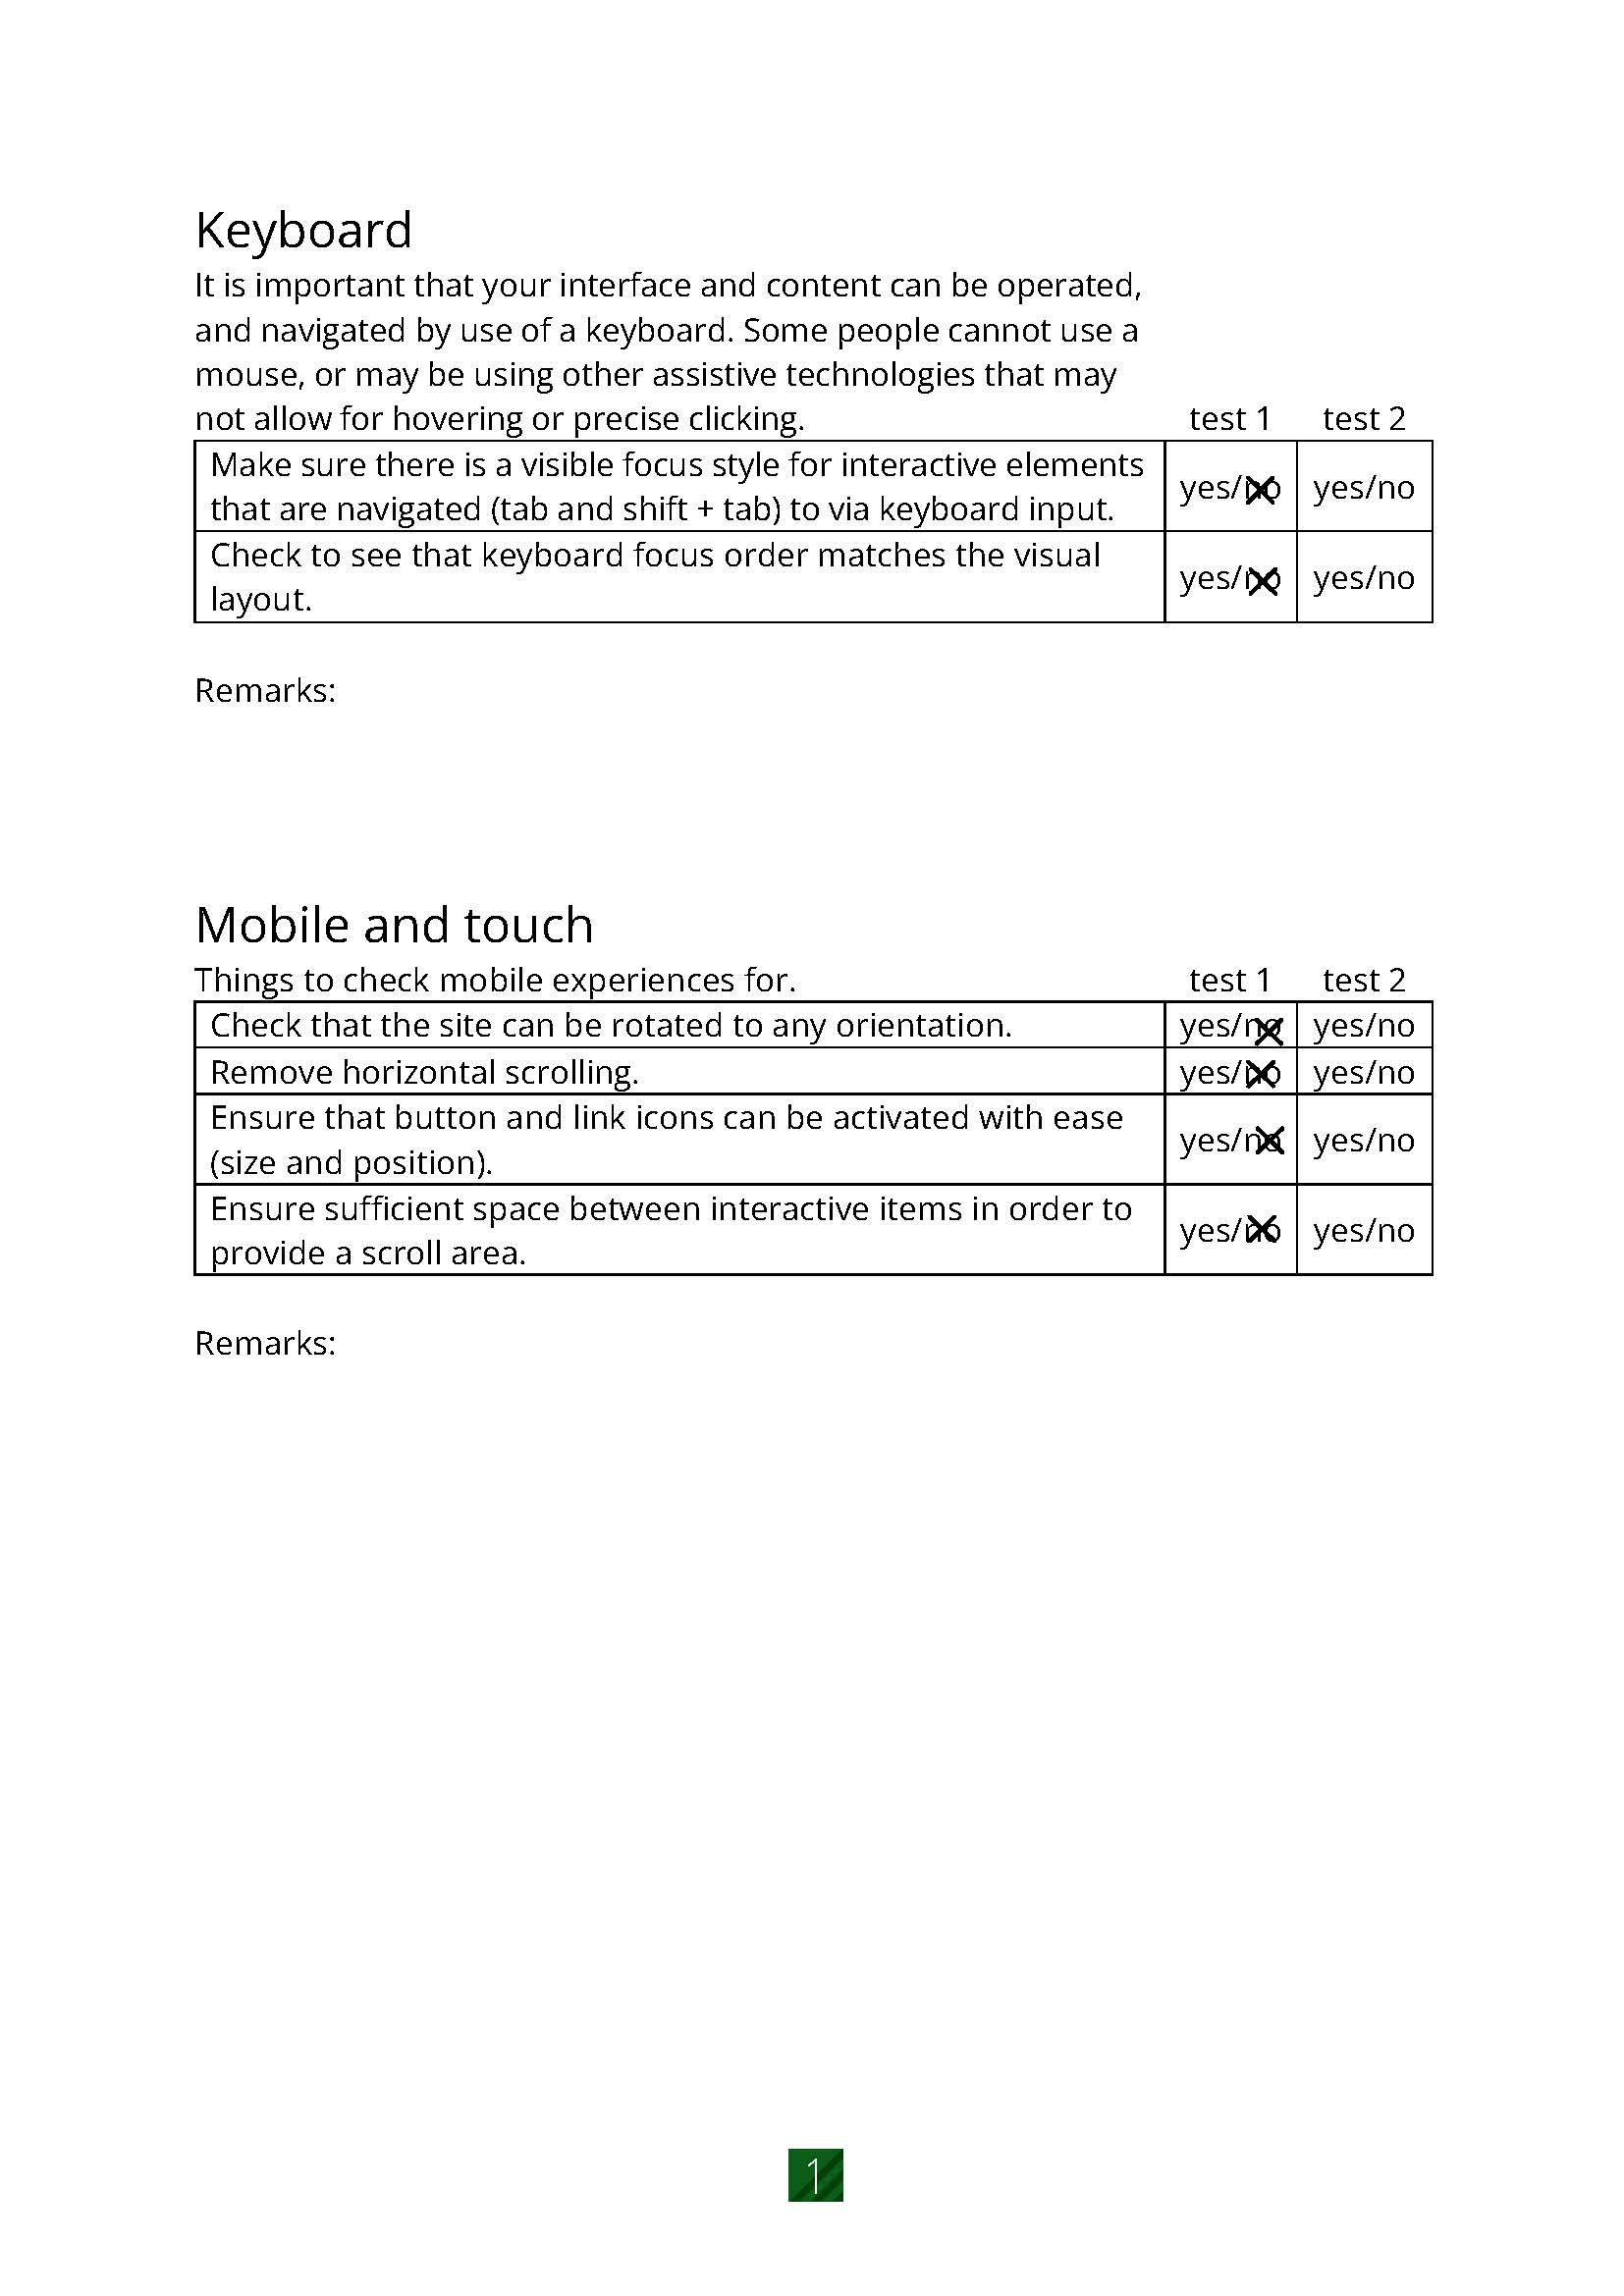 Keyboard
It is important that your interface and content can be operated,
and navigated by use of a keyboard. Some people cannot use a
mouse, or may be using other assistive technologies that may
not allow for hovering or precise clicking. test 1 test 2
Make sure there is a visible focus style for interactive elements
that are navigated (tab and shift + tab) to via keyboard input. yes/no yes/no
Check to see that keyboard focus order matches the visual
layout. yes/no yes/no
Remarks:
Mobile and touch
Things to check mobile experiences for. test 1 test 2
Check that the site can be rotated to any orientation. yes/no yes/no
Remove horizontal scrolling. yes/no yes/no
Ensure that button and link icons can be activated with ease
(size and position). yes/no yes/no
Ensure sufficient space between interactive items in order to
provide a scroll area. yes/no yes/no
Remarks:
1